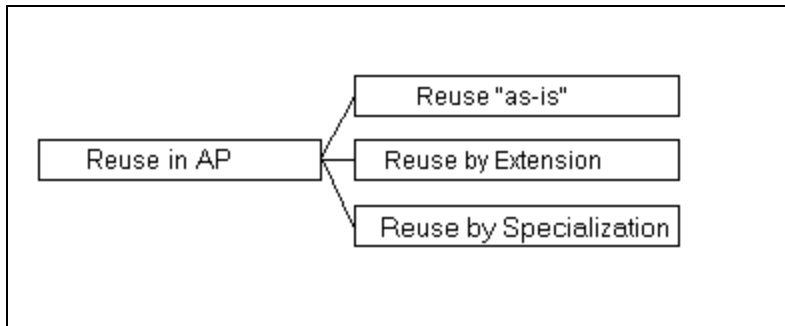 Reuse "as-is"
Reuse in AP
Reuse by Extension
Reuse by Specialization